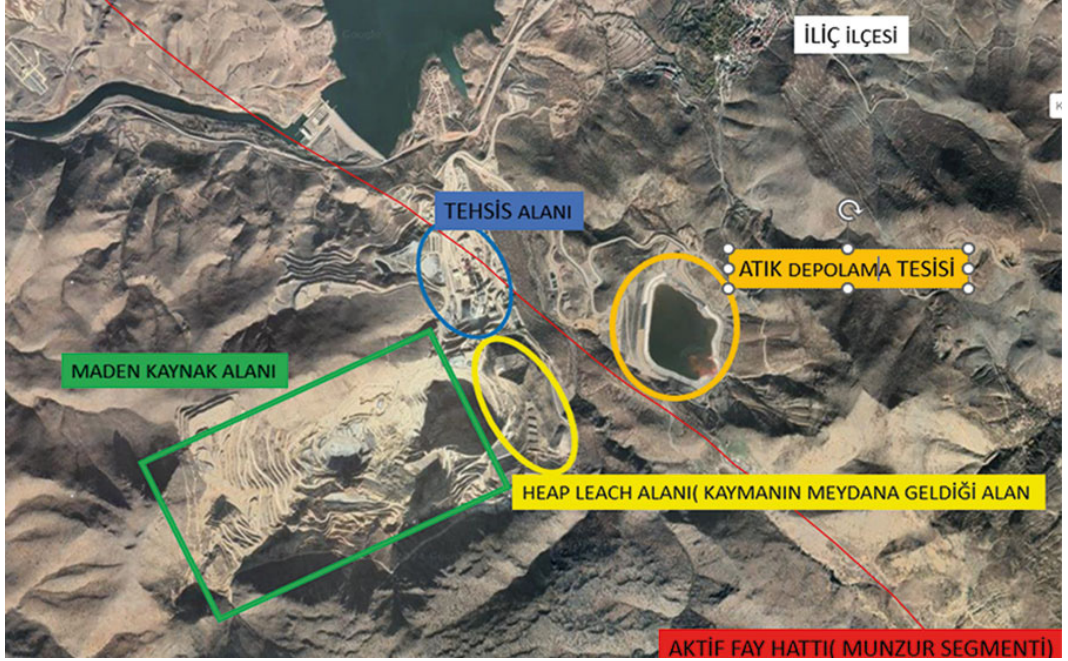 İLİÇ İLÇESİ
K
TEHSİS ALANI
ATIK DEPOLAMA TESİSİ
MADEN KAYNAK ALANI
HEAP LEACH ALANI( KAYMANIN MEYDANA GELDİĞİ ALAN
AKTİF FAY HATTI( MUNZUR SEGMENTİ)